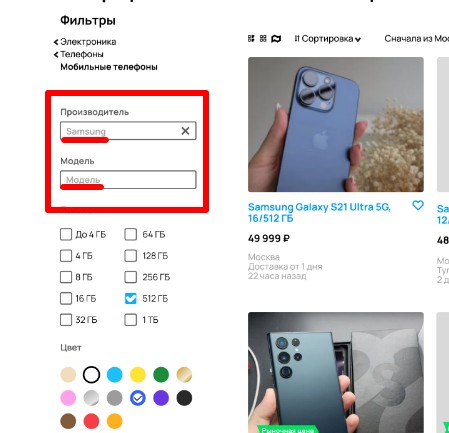 Фильтры
Электроника
Телефоны
Мобильные телефоны
Производитель
Samsung
Модель
Модель
До 4 ГБ
64 ГБ
4 ГБ
128 ГБ
8 ГБ
256 ГБ
16 ГБ
512 ГБ
32 ГБ
1 ТБ
Цвет
Сортировка
Сначала из Мос
Samsung Galaxy S21 Ultra 5G,
16/512 ГБ
49 999 ₽
Москва
Доставка от 1 дня
22 часа назад
Рыночная цена
Sa
12/
48
Мо
2 д